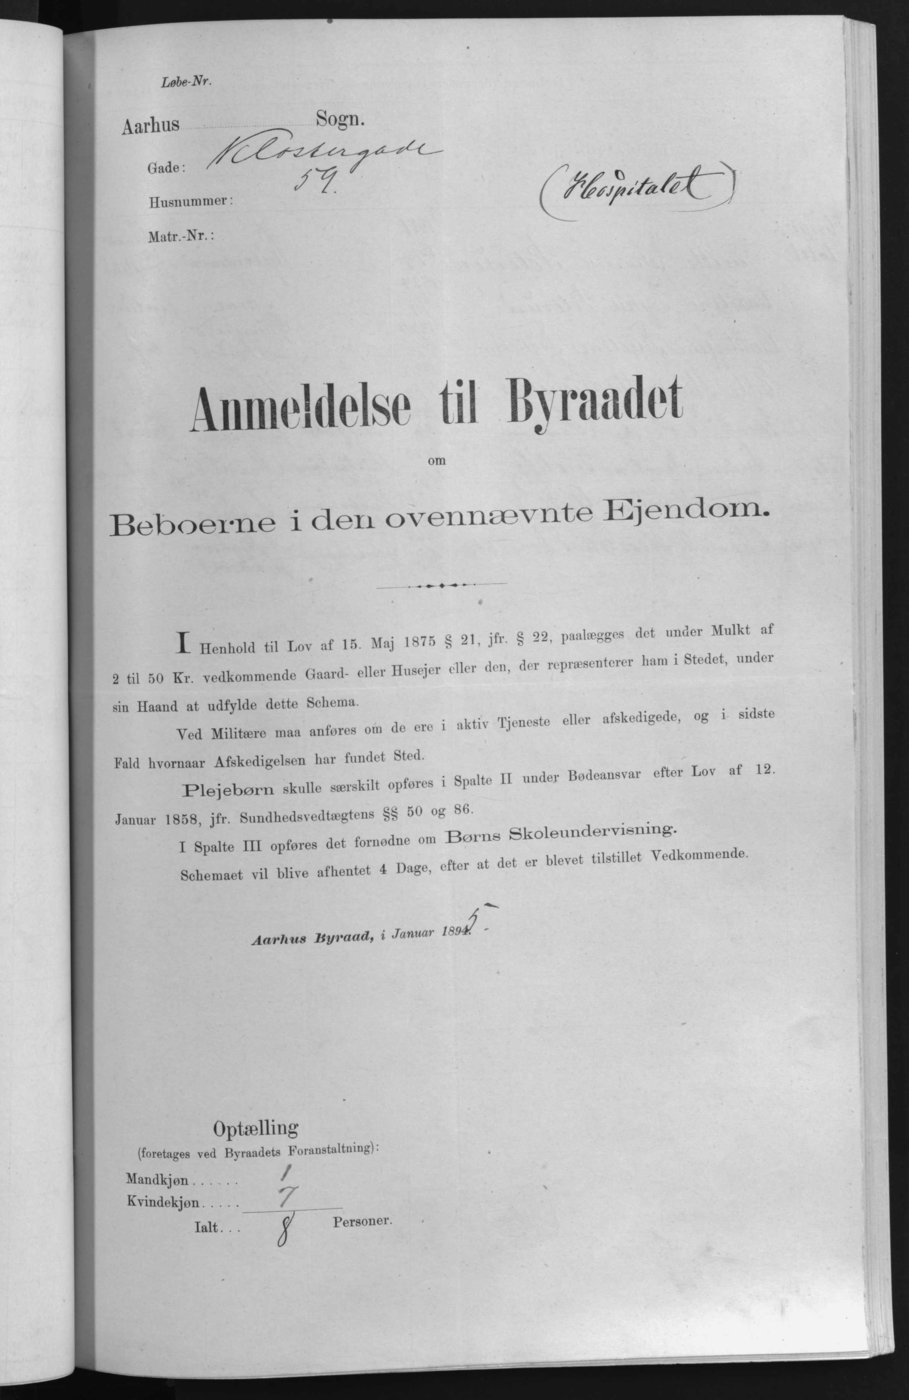 Løbe-Nr.
Aarhus Sogn.
Gade: Klostergade
59.
(Hospitalet)
Husnummer:
Matr.-Nr.:
Anmeldelse til Byraadet
om
Beboerne i den ovennævnte Ejendom.
I Henhold til Lov af 15. Maj 1875 § 21, jfr. § 22, paalægges det under Mulkt af
2 til 50 Kr. vedkommende Gaard- eller Husejer eller den, der repræsenterer ham i Stedet, under
sin Haand at udfylde dette Schema.
Ved Militære maa anføres om de ere i aktiv Tjeneste eller afskedigede, og i sidste
Fald hvornaar Afskedigelsen har fundet Sted.
Plejebørn skulle særskilt opføres i Spalte II under Bødeansvar efter Lov af 12.
Januar 1858, jfr. Sundhedsvedtægtens §§ 50 og 86.
I Spalte III opføres det fornødne om Børns Skoleundervisning.
Schemaet vil blive afhentet 4 Dage, efter at det er blevet tilstillet Vedkommende.
Aarhus Byraad, i Januar 1895.
Optælling
(foretages ved Byraadets Foranstaltning):
Mandkjøn...... 1
Kvindekjøn..... 7
Ialt... 8 Personer.